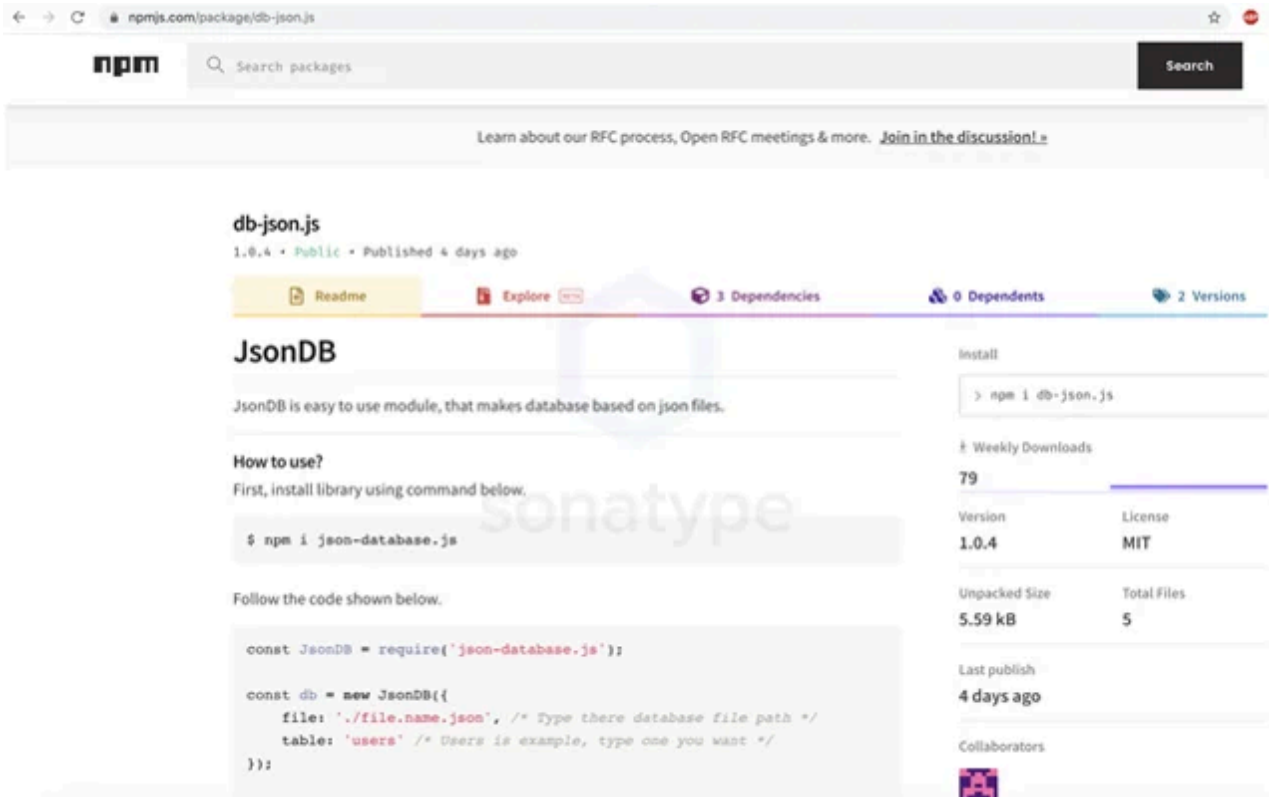 npmjs.com/package/db-json.js
npm
Search packages
Search
Learn about our RFC process, Open RFC meetings & more. Join in the discussion! »
db-json.js
1.0.4 • Public • Published 4 days ago
Readme
Explore BETA
3 Dependencies
0 Dependents
2 Versions
JsonDB
JsonDB is easy to use module, that makes database based on json files.
How to use?
First, install library using command below.
$ npm i json-database.js
Follow the code shown below.
const JsonDB = require('json-database.js');
const db = new JsonDB({
file: './file.name.json', /* Type there database file path */
table: 'users' /* Users is example, type one you want */
});
sonatype
Install
> npm i db-json.js
Weekly Downloads
79
Version
License
1.0.4
MIT
Unpacked Size
Total Files
5.59 kB
5
Last publish
4 days ago
Collaborators